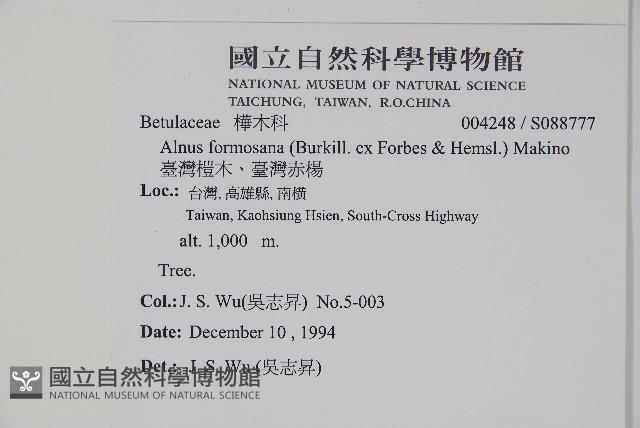 國立自然科學博物館
NATIONAL MUSEUM OF NATURAL SCIENCE
TAICHUNG, TAIWAN, R.O.CHINA
Betulaceae 樺木科 004248 / S088777
Alnus formosana (Burkill. ex Forbes & Hemsl.) Makino
臺灣榿木、臺灣赤楊
Loc.: 台灣, 高雄縣, 南橫
Taiwan, Kaohsiung Hsien, South-Cross Highway
alt. 1,000 m.
Tree.
Col.: J. S. Wu(吳志昇) No.5-003
Date: December 10 , 1994
Det.: J. S. Wu (吳志昇)
國立自然科學博物館
NATIONAL MUSEUM OF NATURAL SCIENCE